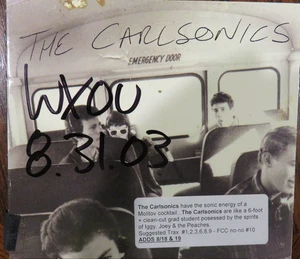 THE CARLSONICS
EMERGENCY DOOR
WXOU
8.31.03
The Carlsonics have the sonic energy of a
Molitov cocktail...The Carlsonics are like a 6-foot
+ clean-cut grad student posessed by the spirits
of Iggy, Joey & the Peaches.
Suggested Trax #1,2,3,6,8,9 - FCC no-no #10
ADDS 8/18 & 19